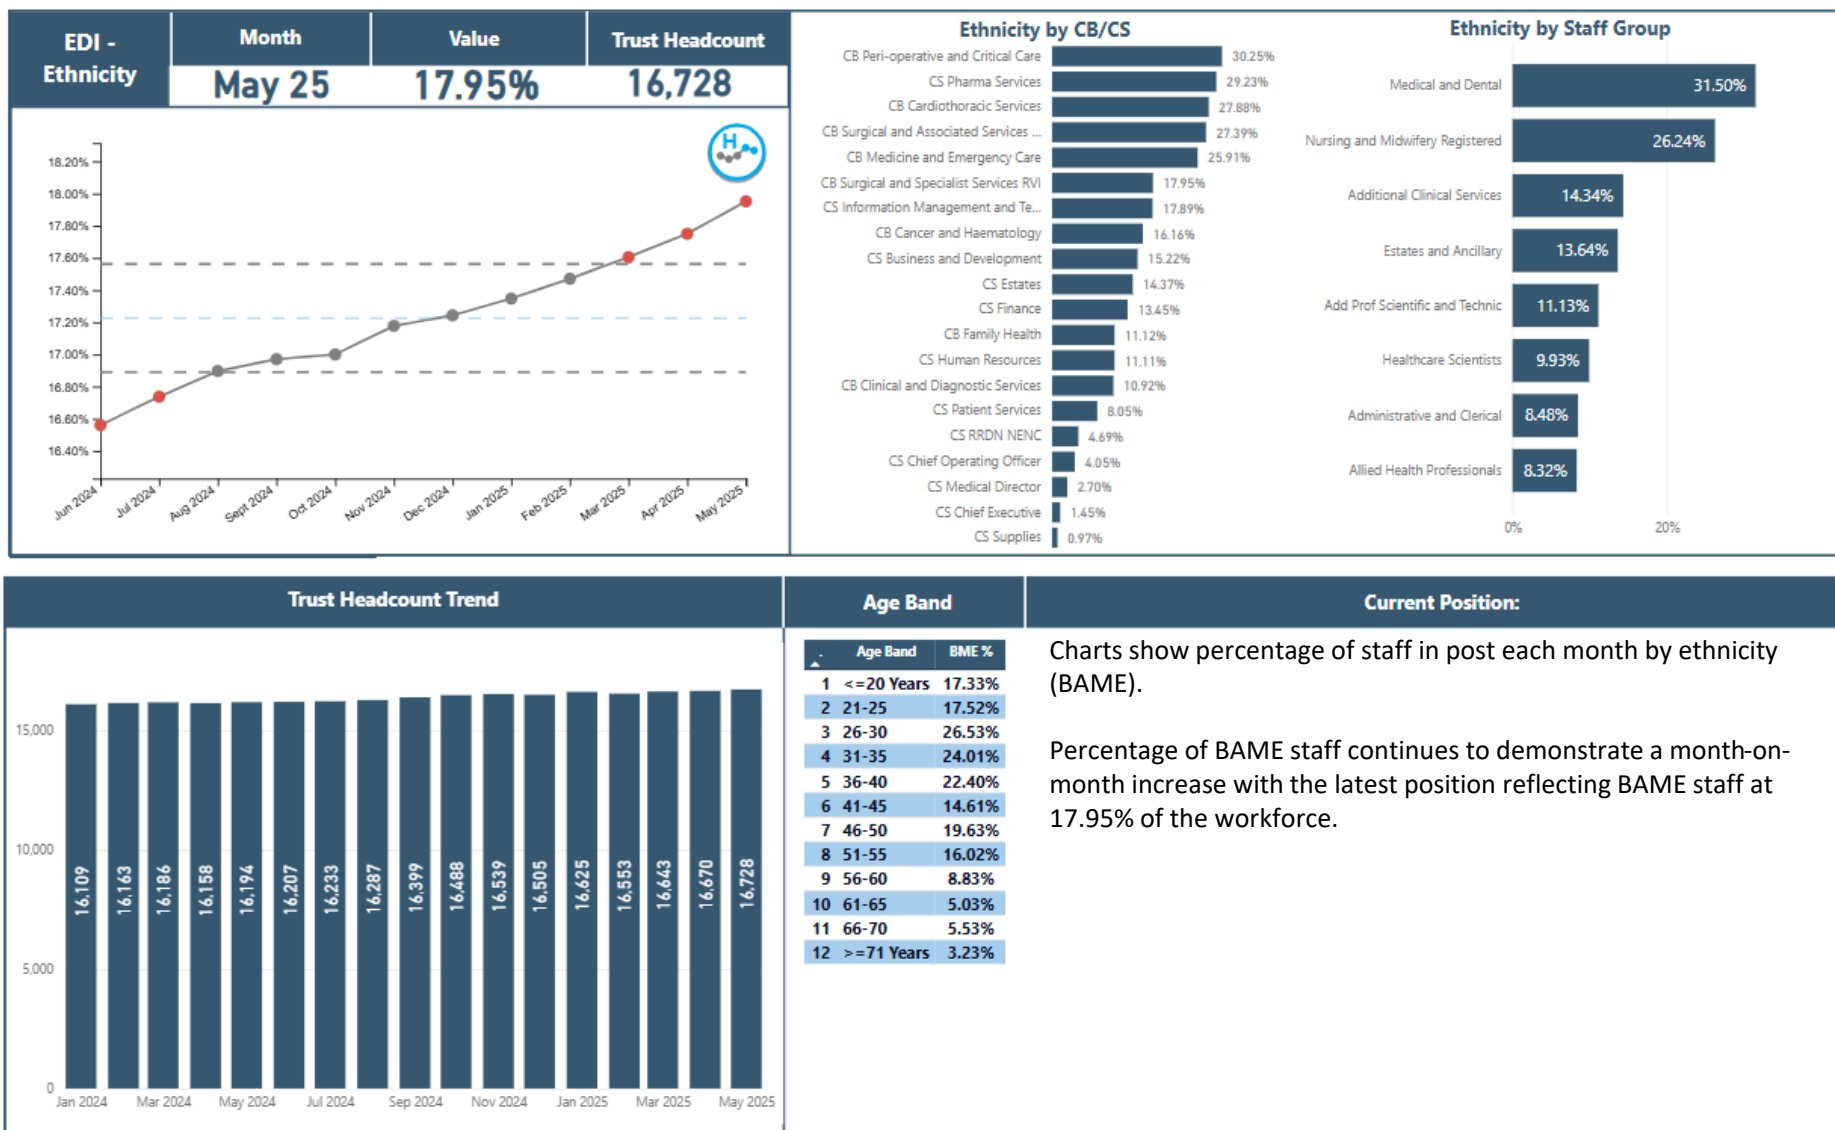 EDI -
Ethnicity
Month
Value
Trust Headcount
May 25
17.95%
16,728
H
18.20%
18.00%
17.80%
17.60%
17.40%
17.20%
17.00%
16.80%
16.60%
16.40%
Jun 2024
Jul 2024
Aug 2024
Sept 2024
Oct 2024
Nov 2024
Dec 2024
Jan 2025
Feb 2025
Mar 2025
Apr 2025
May 2025
Ethnicity by CB/CS
CB Peri-operative and Critical Care 30.25%
CS Pharma Services 29.23%
CB Cardiothoracic Services 27.88%
CB Surgical and Associated Services ... 27.39%
CB Medicine and Emergency Care 25.91%
CB Surgical and Specialist Services RVI 17.95%
CS Information Management and Te... 17.89%
CB Cancer and Haematology 16.16%
CS Business and Development 15.22%
CS Estates 14.37%
CS Finance 13.45%
CB Family Health 11.12%
CS Human Resources 11.11%
CB Clinical and Diagnostic Services 10.92%
CS Patient Services 8.05%
CS RRDN NENC 4.69%
CS Chief Operating Officer 4.05%
CS Medical Director 2.70%
CS Chief Executive 1.45%
CS Supplies 0.97%
Ethnicity by Staff Group
Medical and Dental 31.50%
Nursing and Midwifery Registered 26.24%
Additional Clinical Services 14.34%
Estates and Ancillary 13.64%
Add Prof Scientific and Technic 11.13%
Healthcare Scientists 9.93%
Administrative and Clerical 8.48%
Allied Health Professionals 8.32%
0% 20%
Trust Headcount Trend
15,000
10,000
5,000
0
16,109
16,163
16,186
16,158
16,194
16,207
16,233
16,287
16,399
16,488
16,539
16,505
16,625
16,553
16,643
16,670
16,728
Jan 2024 Mar 2024 May 2024 Jul 2024 Sep 2024 Nov 2024 Jan 2025 Mar 2025 May 2025
Age Band
. Age Band BME %
1 <=20 Years 17.33%
2 21-25 17.52%
3 26-30 26.53%
4 31-35 24.01%
5 36-40 22.40%
6 41-45 14.61%
7 46-50 19.63%
8 51-55 16.02%
9 56-60 8.83%
10 61-65 5.03%
11 66-70 5.53%
12 >=71 Years 3.23%
Current Position:
Charts show percentage of staff in post each month by ethnicity
(BAME).
Percentage of BAME staff continues to demonstrate a month-on-
month increase with the latest position reflecting BAME staff at
17.95% of the workforce.